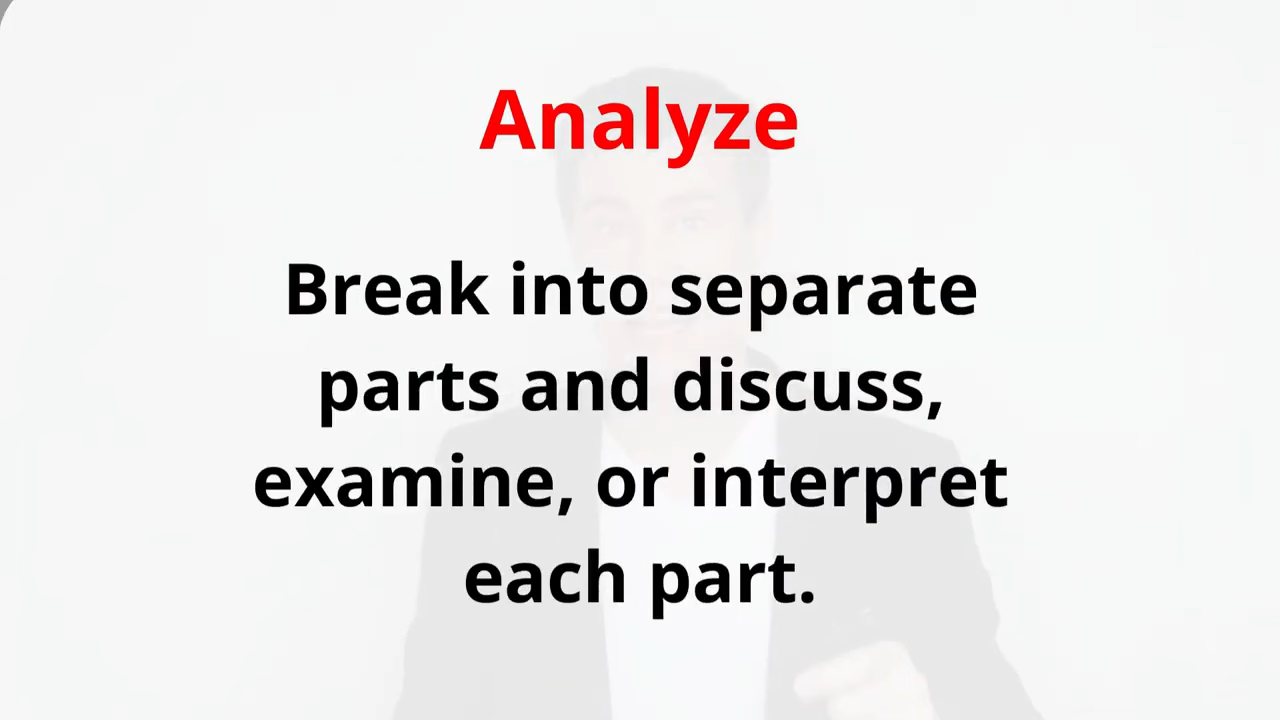 Analyze
Break into separate
parts and discuss,
examine, or interpret
each part.